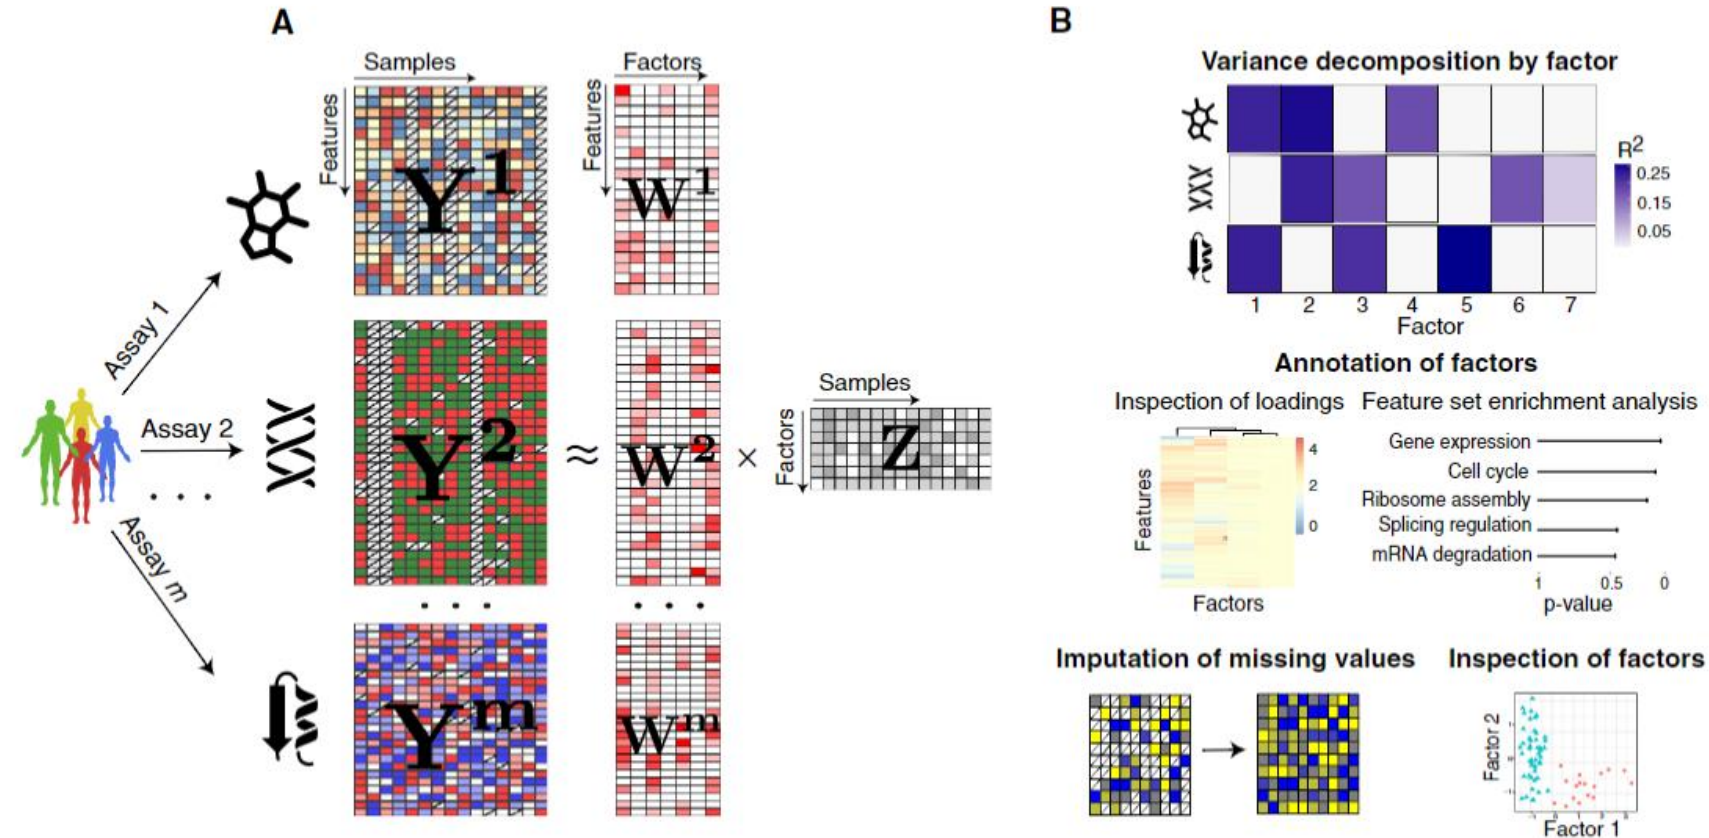 A
Samples
Features
Y1
Factors
Features
W1
Assay 1
Assay 2
. . .
Assay m
Y2
≈
W2
×
Samples
Factors
Z
. . .
. . .
Ym
Wm
B
Variance decomposition by factor
R2
0.25
0.15
0.05
1 2 3 4 5 6 7
Factor
Annotation of factors
Inspection of loadings
Features
4
2
0
Factors
Feature set enrichment analysis
Gene expression
Cell cycle
Ribosome assembly
Splicing regulation
mRNA degradation
1 0.5 0
p-value
Imputation of missing values
Inspection of factors
Factor 2
Factor 1